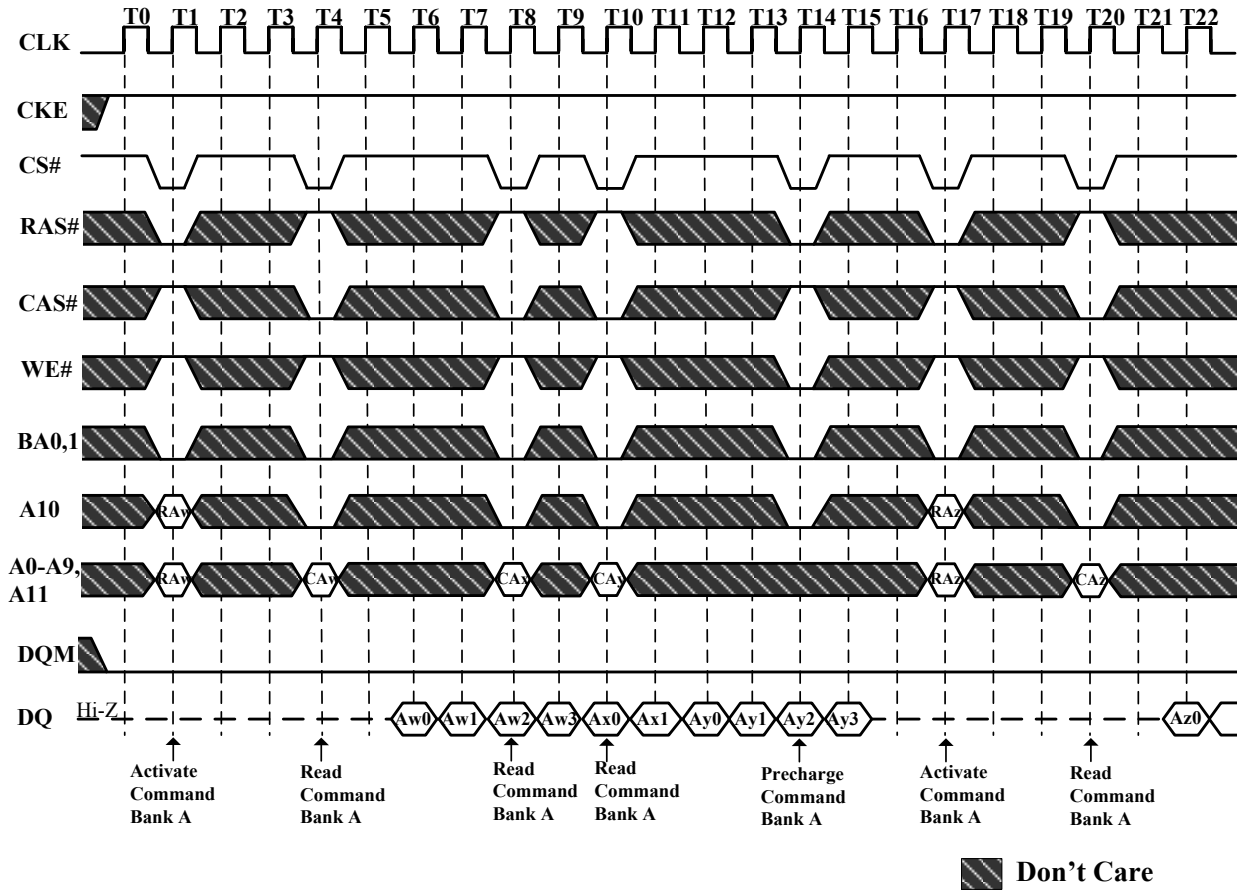 T0 T1 T2 T3 T4 T5 T6 T7 T8 T9 T10 T11 T12 T13 T14 T15 T16 T17 T18 T19 T20 T21 T22
CLK
CKE
CS#
RAS#
CAS#
WE#
BA0,1
A10 RAw RAz
A0-A9,
A11 RAw CAw CAx CAy RAz CAz
DQM
DQ Hi-Z Aw0 Aw1 Aw2 Aw3 Ax0 Ax1 Ay0 Ay1 Ay2 Ay3 Az0
Activate
Command
Bank A
Read
Command
Bank A
Read
Command
Bank A
Read
Command
Bank A
Precharge
Command
Bank A
Activate
Command
Bank A
Read
Command
Bank A
Don't Care